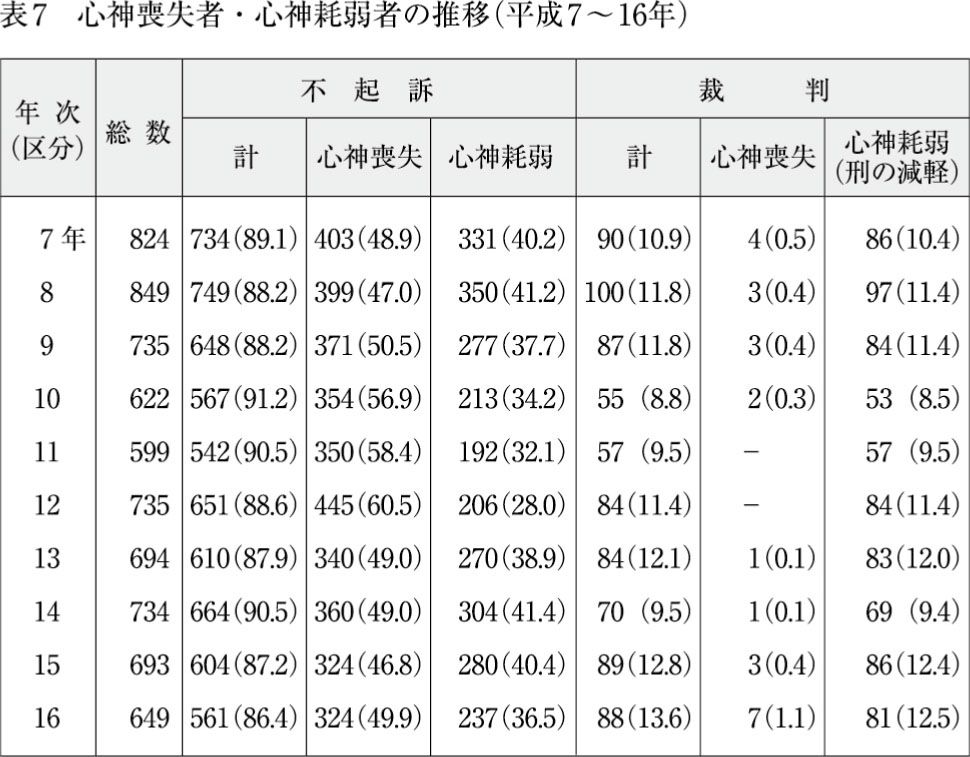 表7 心神喪失者・心神耗弱者の推移(平成7～16年)
年次(区分) 総数 不起訴 裁判
計 心神喪失 心神耗弱 計 心神喪失 心神耗弱(刑の減軽)
7年 824 734(89.1) 403(48.9) 331(40.2) 90(10.9) 4(0.5) 86(10.4)
8 849 749(88.2) 399(47.0) 350(41.2) 100(11.8) 3(0.4) 97(11.4)
9 735 648(88.2) 371(50.5) 277(37.7) 87(11.8) 3(0.4) 84(11.4)
10 622 567(91.2) 354(56.9) 213(34.2) 55 (8.8) 2(0.3) 53 (8.5)
11 599 542(90.5) 350(58.4) 192(32.1) 57 (9.5) − 57 (9.5)
12 735 651(88.6) 445(60.5) 206(28.0) 84(11.4) − 84(11.4)
13 694 610(87.9) 340(49.0) 270(38.9) 84(12.1) 1(0.1) 83(12.0)
14 734 664(90.5) 360(49.0) 304(41.4) 70 (9.5) 1(0.1) 69 (9.4)
15 693 604(87.2) 324(46.8) 280(40.4) 89(12.8) 3(0.4) 86(12.4)
16 649 561(86.4) 324(49.9) 237(36.5) 88(13.6) 7(1.1) 81(12.5)